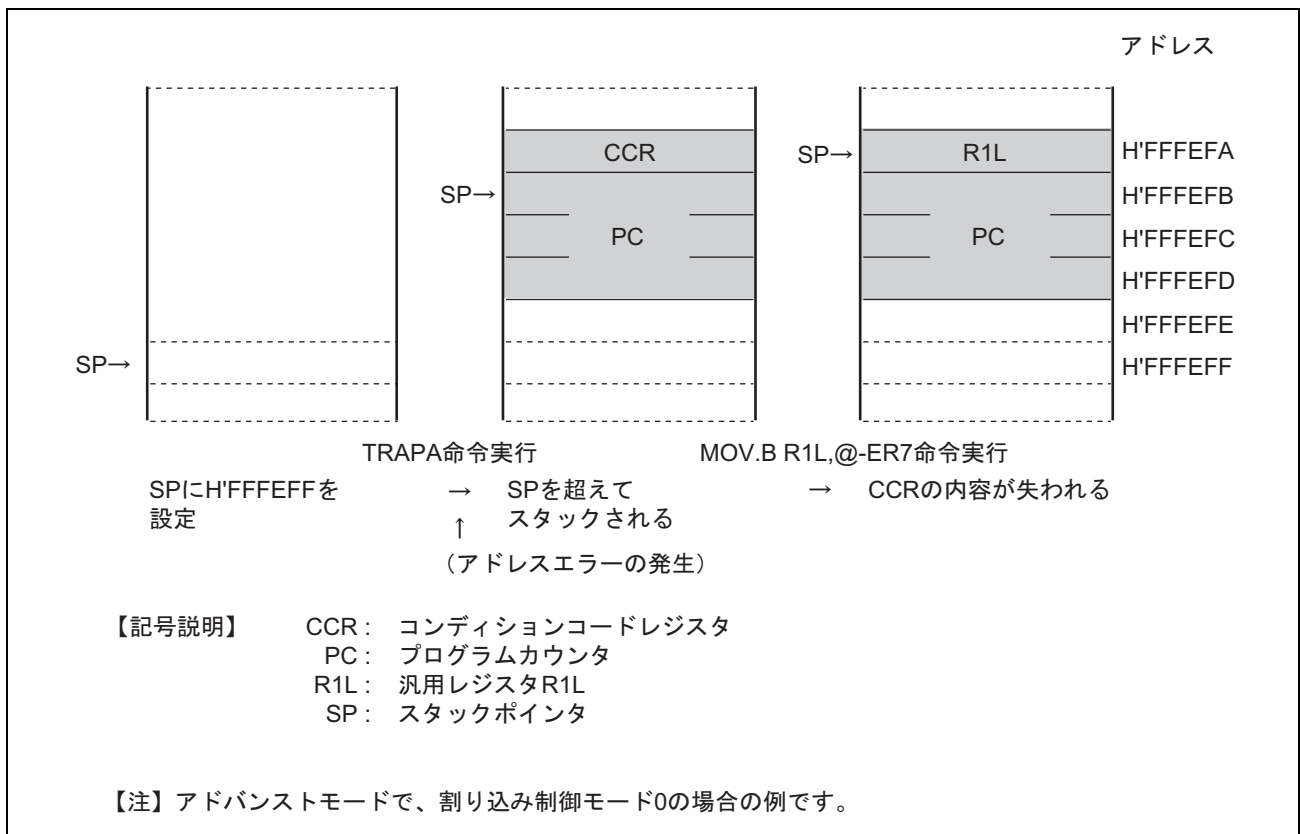 アドレス
CCR SP→ R1L H'FFFEFA
SP→ H'FFFEFB
PC PC H'FFFEFC
H'FFFEFD
H'FFFEFE
SP→ H'FFFEFF
TRAPA命令実行 MOV.B R1L,@-ER7命令実行
SPにH'FFFEFFを → SPを超えて → CCRの内容が失われる
設定 ↑ スタックされる
（アドレスエラーの発生）
【記号説明】 CCR : コンディションコードレジスタ
PC : プログラムカウンタ
R1L : 汎用レジスタR1L
SP : スタックポインタ
【注】アドバンストモードで、割り込み制御モード0の場合の例です。